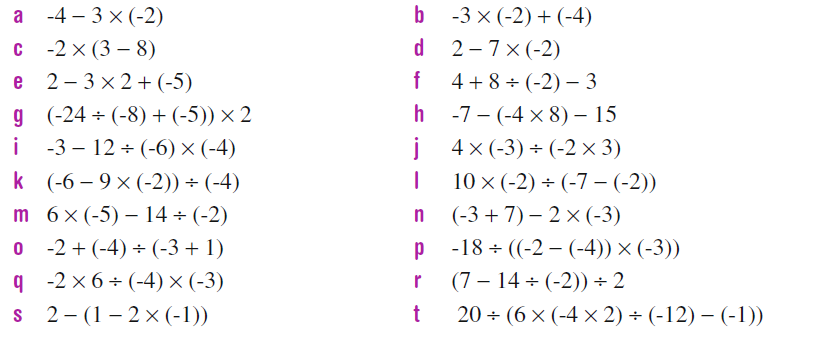 a -4 – 3 × (-2) b -3 × (-2) + (-4)
c -2 × (3 – 8) d 2 – 7 × (-2)
e 2 – 3 × 2 + (-5) f 4 + 8 ÷ (-2) – 3
g (-24 ÷ (-8) + (-5)) × 2 h -7 – (-4 × 8) – 15
i -3 – 12 ÷ (-6) × (-4) j 4 × (-3) ÷ (-2 × 3)
k (-6 – 9 × (-2)) ÷ (-4) l 10 × (-2) ÷ (-7 – (-2))
m 6 × (-5) – 14 ÷ (-2) n (-3 + 7) – 2 × (-3)
o -2 + (-4) ÷ (-3 + 1) p -18 ÷ ((-2 – (-4)) × (-3))
q -2 × 6 ÷ (-4) × (-3) r (7 – 14 ÷ (-2)) ÷ 2
s 2 – (1 – 2 × (-1)) t 20 ÷ (6 × (-4 × 2) ÷ (-12) – (-1))